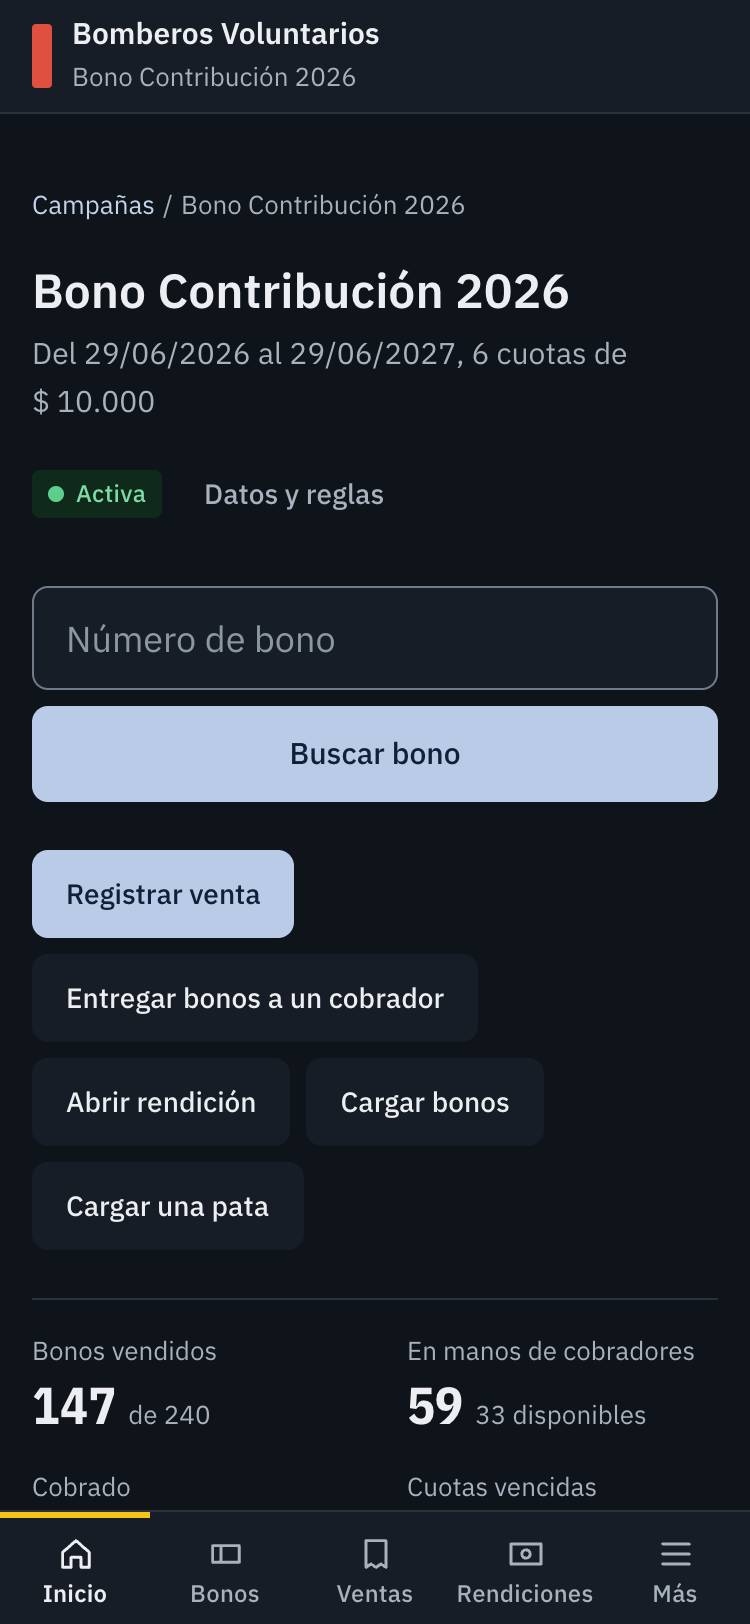 Bomberos Voluntarios
Bono Contribución 2026
Campañas / Bono Contribución 2026
Bono Contribución 2026
Del 29/06/2026 al 29/06/2027, 6 cuotas de
$ 10.000
Activa
Datos y reglas
Número de bono
Buscar bono
Registrar venta
Entregar bonos a un cobrador
Abrir rendición
Cargar bonos
Cargar una pata
Bonos vendidos
147 de 240
En manos de cobradores
59 33 disponibles
Cobrado
Cuotas vencidas
Inicio
Bonos
Ventas
Rendiciones
Más